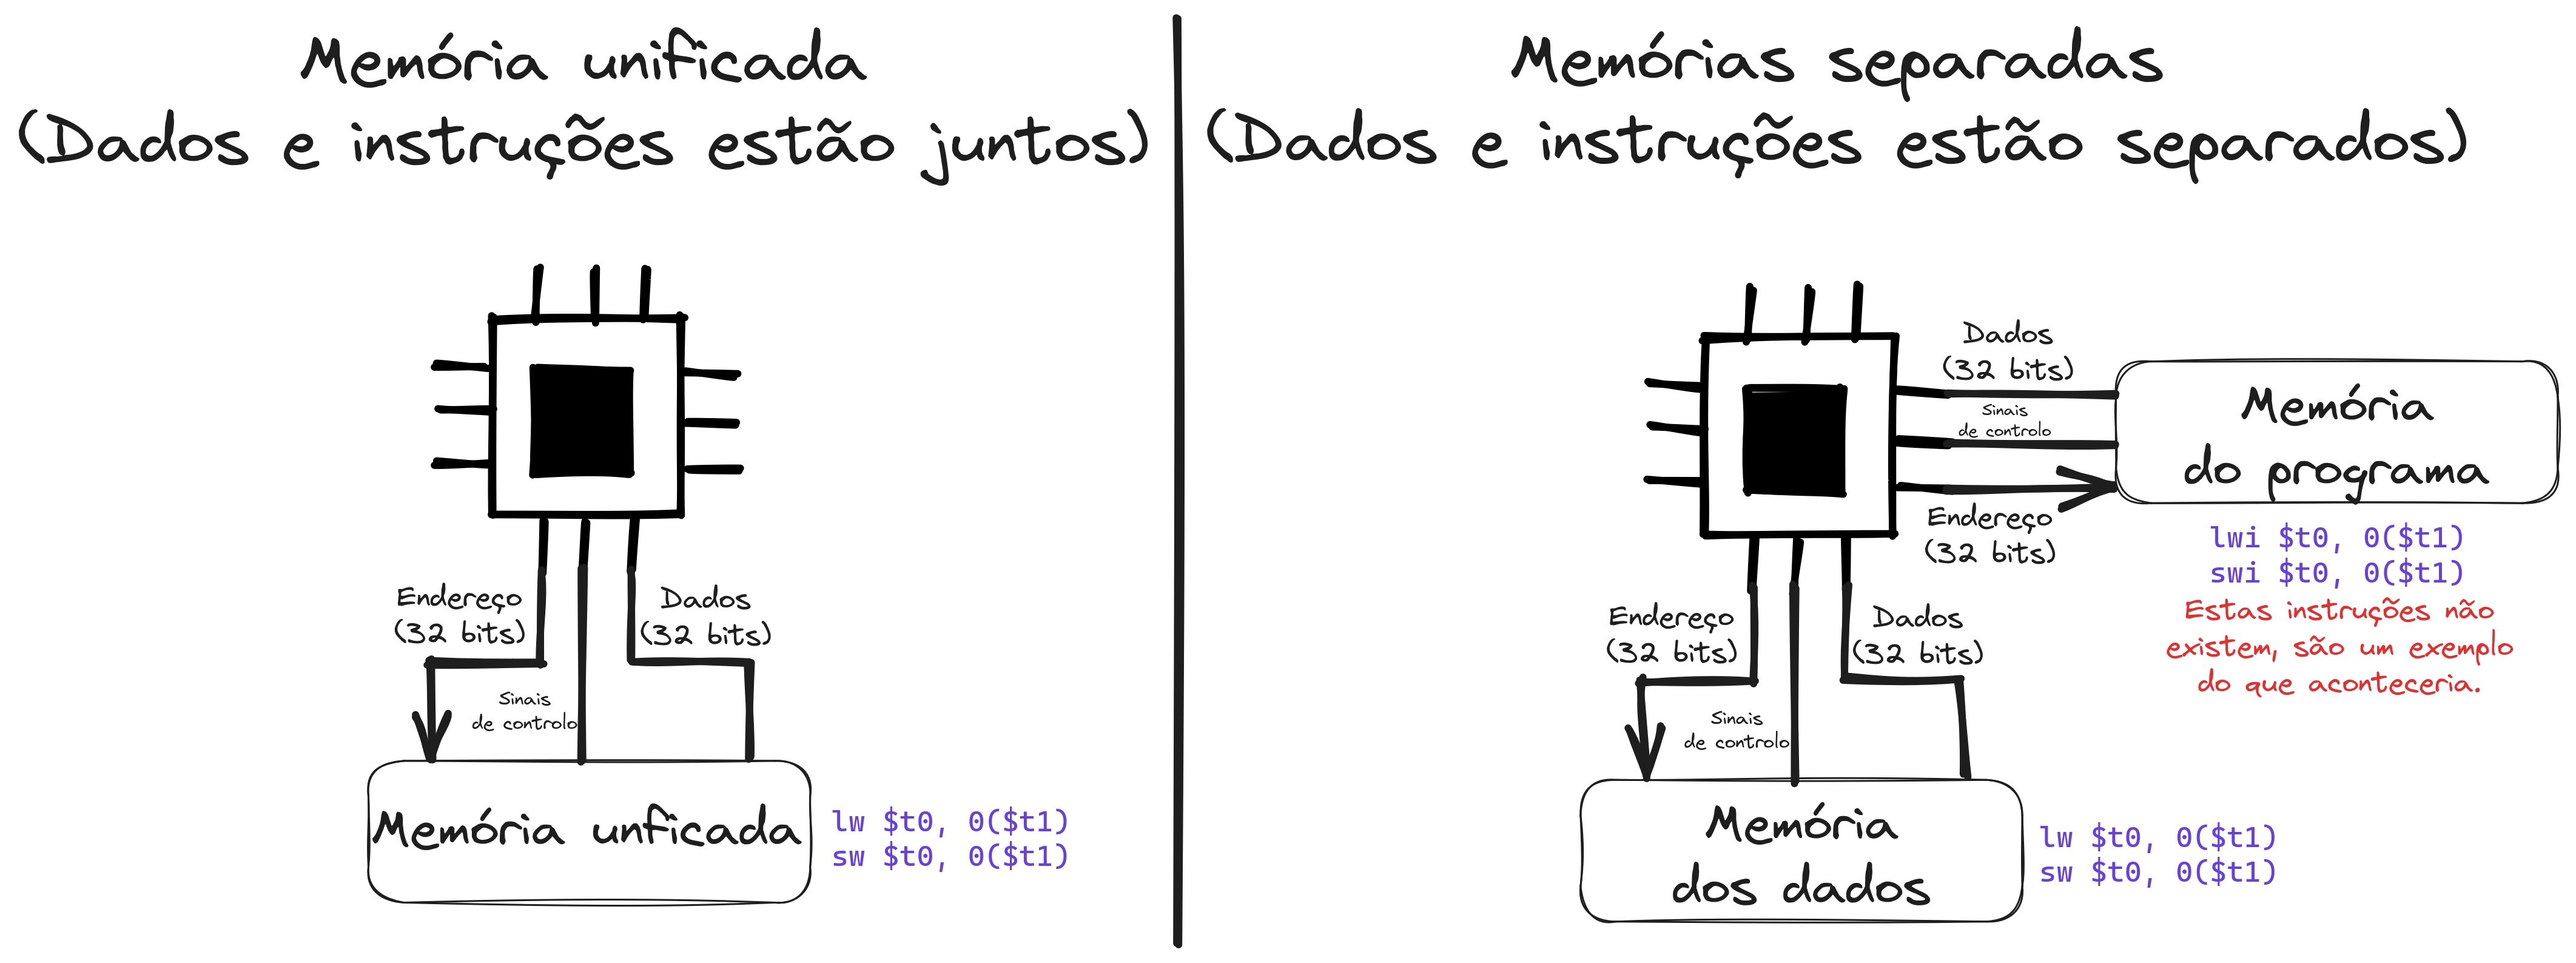 Memória unificada
(Dados e instruções estão juntos)
Endereço
(32 bits)
Dados
(32 bits)
Sinais
de controlo
Memória unficada
lw $t0, 0($t1)
sw $t0, 0($t1)
Memórias separadas
(Dados e instruções estão separados)
Dados
(32 bits)
Sinais
de controlo
Endereço
(32 bits)
Memória
do programa
lwi $t0, 0($t1)
swi $t0, 0($t1)
Estas instruções não
existem, são um exemplo
do que aconteceria.
Endereço
(32 bits)
Dados
(32 bits)
Sinais
de controlo
Memória
dos dados
lw $t0, 0($t1)
sw $t0, 0($t1)